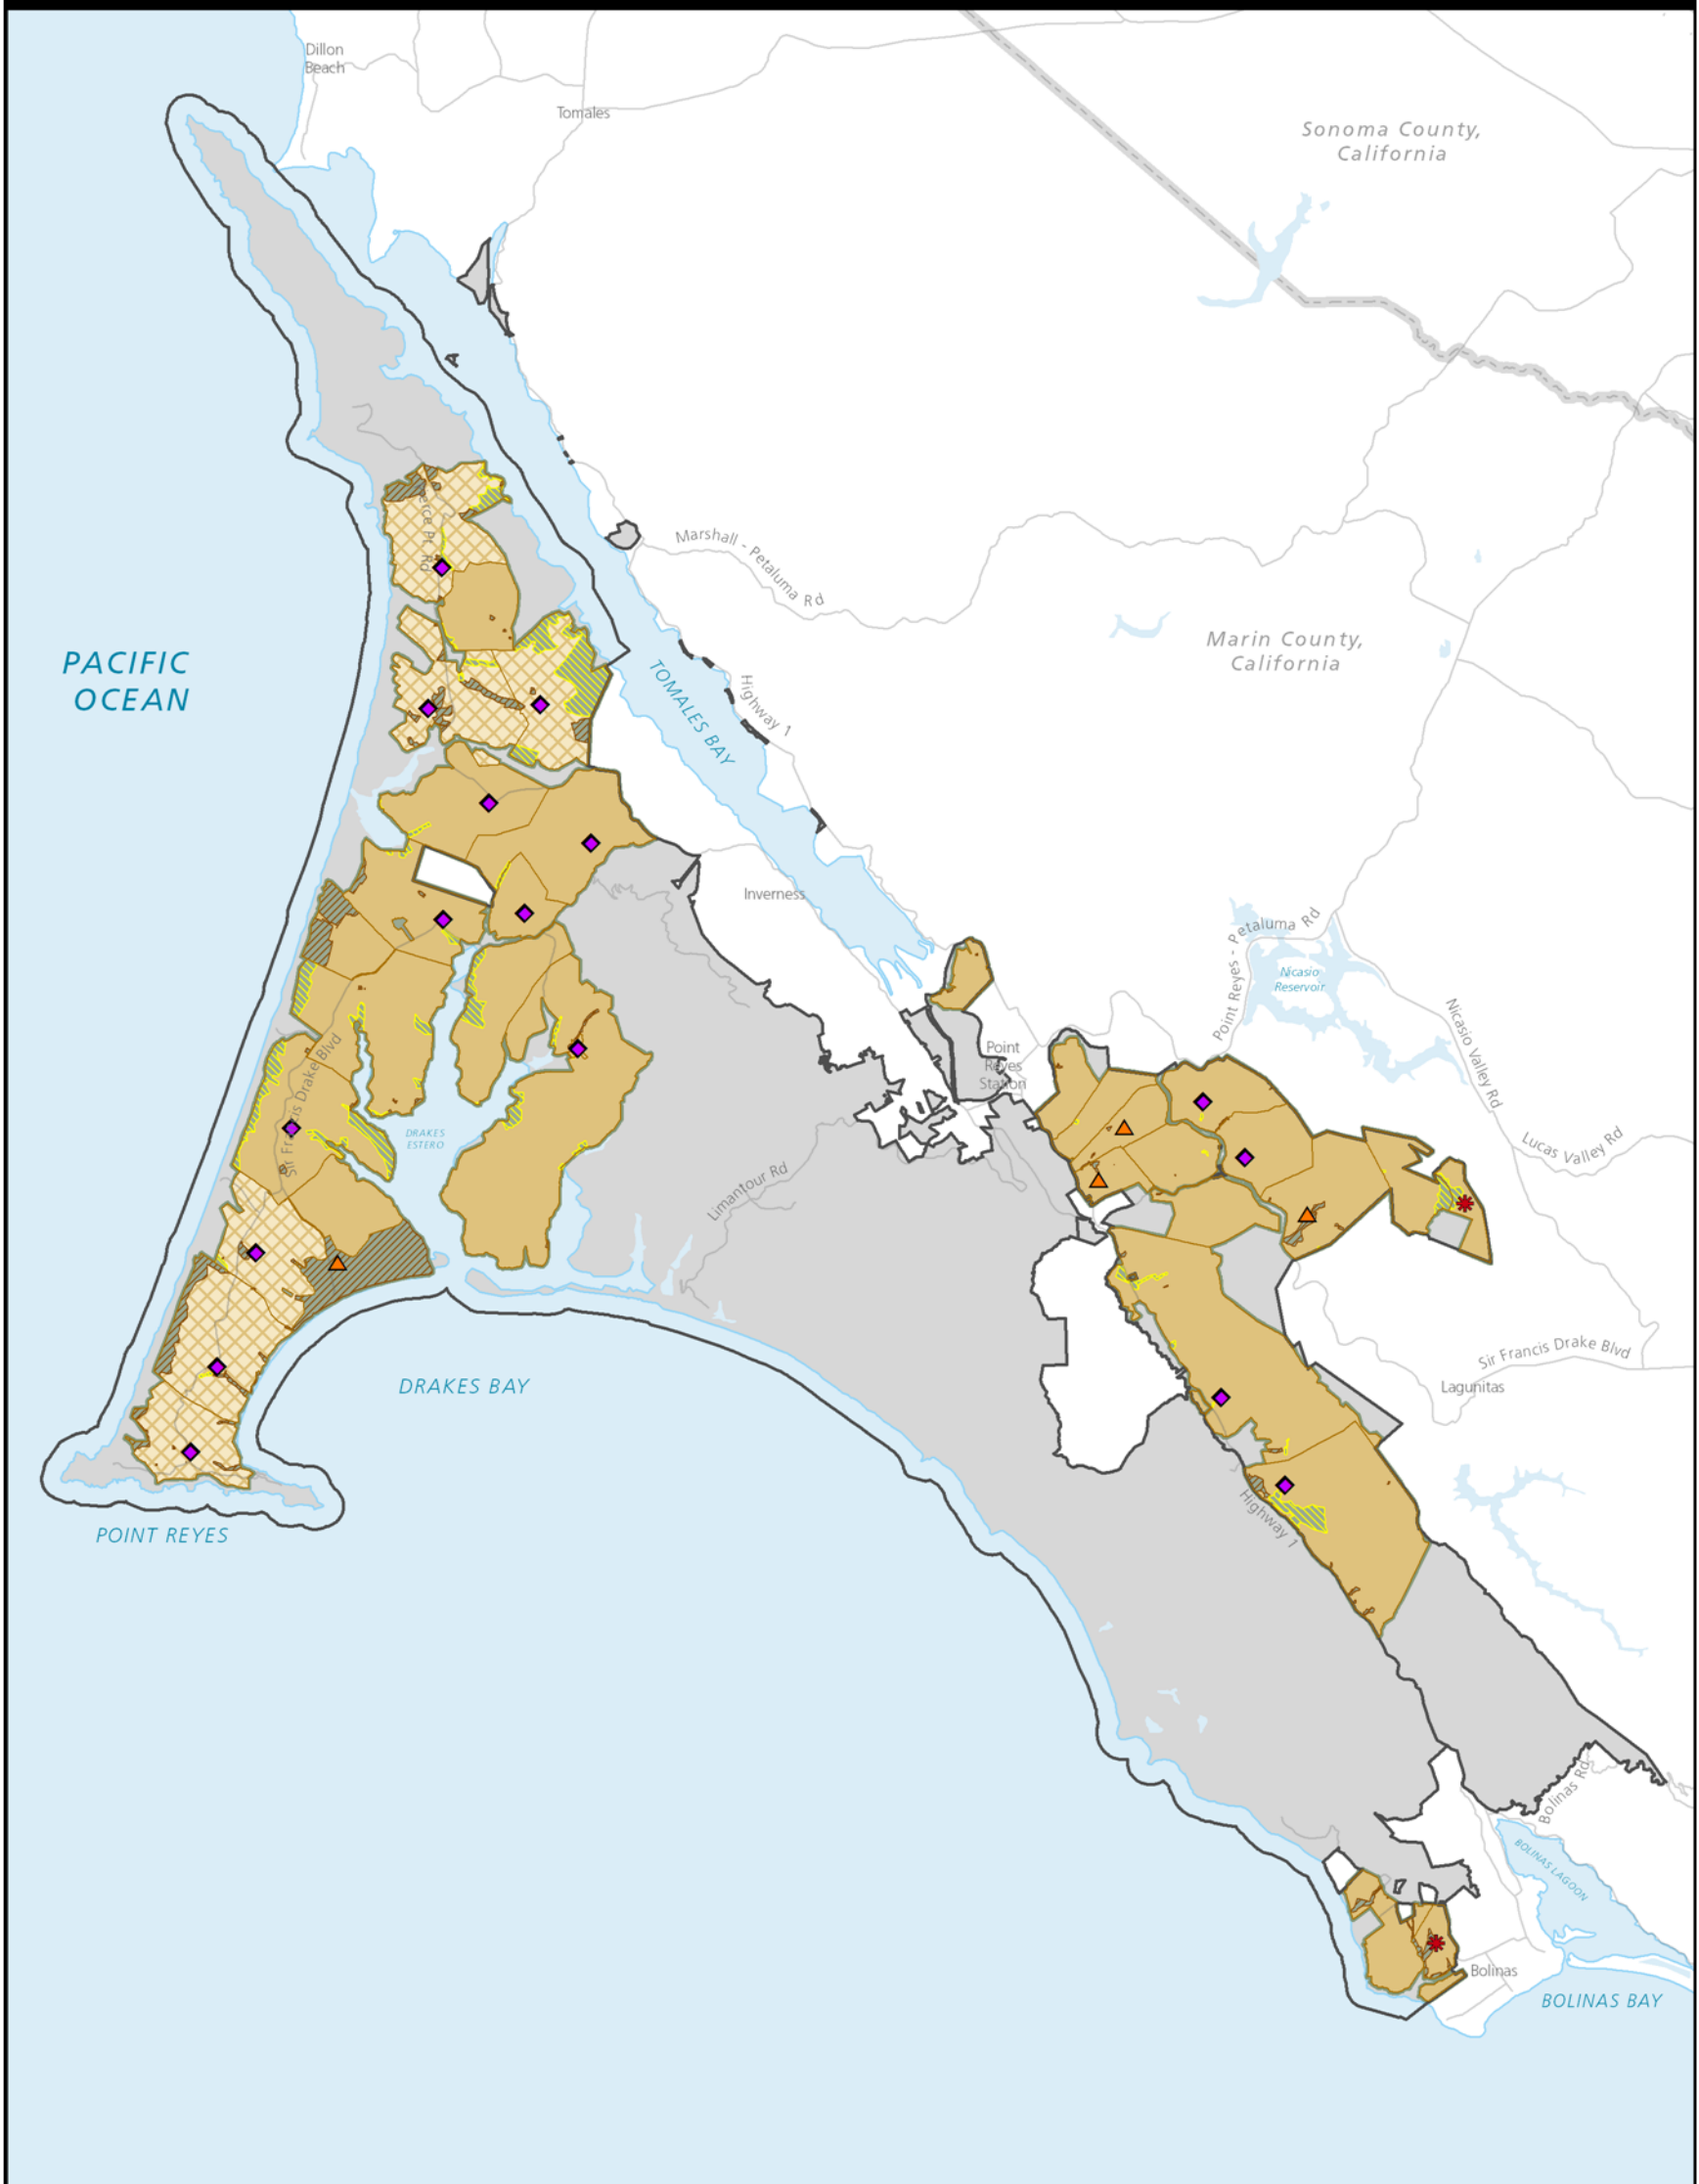 Dillon
Beach
Tomales
Sonoma County,
California
Marshall - Petaluma Rd
Marin County,
California
PACIFIC
OCEAN
TOMALES BAY
Highway 1
Inverness
Point Reyes - Petaluma Rd
Nicasio
Reservoir
Nicasio Valley Rd
Point
Reyes
Station
Sir Francis Drake Blvd
DRAKES
ESTERO
Lucas Valley Rd
Limantour Rd
Sir Francis Drake Blvd
Lagunitas
DRAKES BAY
POINT REYES
Highway 1
Bolinas Rd
BOLINAS LAGOON
Bolinas
BOLINAS BAY